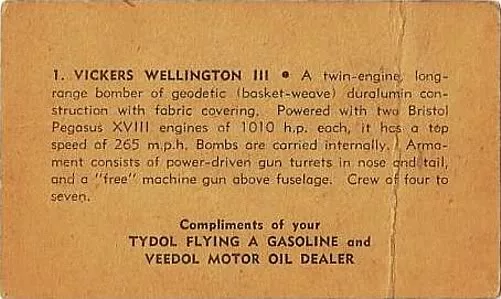 1. VICKERS WELLINGTON III • A twin-engine, long-
range bomber of geodetic (basket-weave) duralumin con-
struction with fabric covering. Powered with two Bristol
Pegasus XVIII engines of 1010 h.p. each, it has a top
speed of 265 m.p.h. Bombs are carried internally. Arma-
ment consists of power-driven gun turrets in nose and tail,
and a "free" machine gun above fuselage. Crew of four to
seven.
Compliments of your
TYDOL FLYING A GASOLINE and
VEEDOL MOTOR OIL DEALER